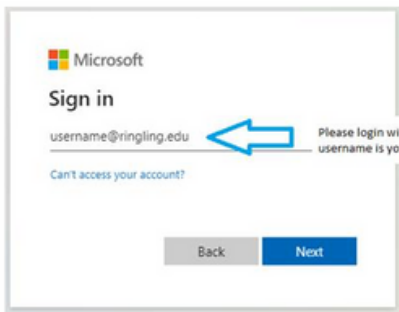 Microsoft
Sign in
username@ringling.edu
Please login wi
username is yo
Can't access your account?
Back
Next